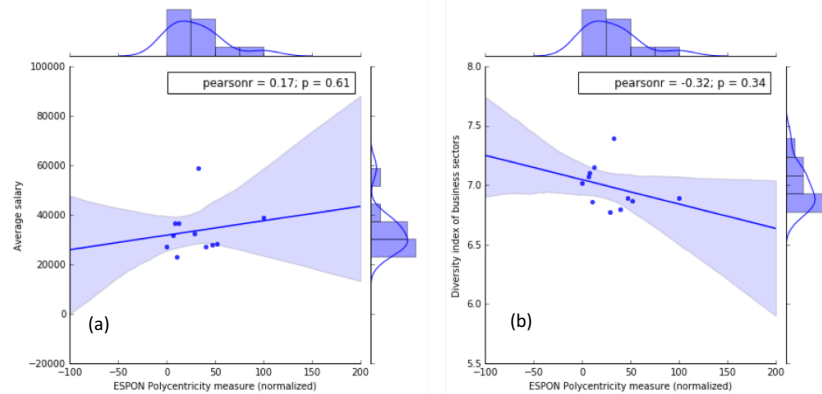 pearsonr = 0.17; p = 0.61
100000
80000
60000
40000
20000
0
−20000
Average salary
(a)
−100 −50 0 50 100 150 200
ESPON Polycentricity measure (normalized)
pearsonr = -0.32; p = 0.34
8.0
7.5
7.0
6.5
6.0
5.5
Diversity index of business sectors
(b)
−100 −50 0 50 100 150 200
ESPON Polycentricity measure (normalized)